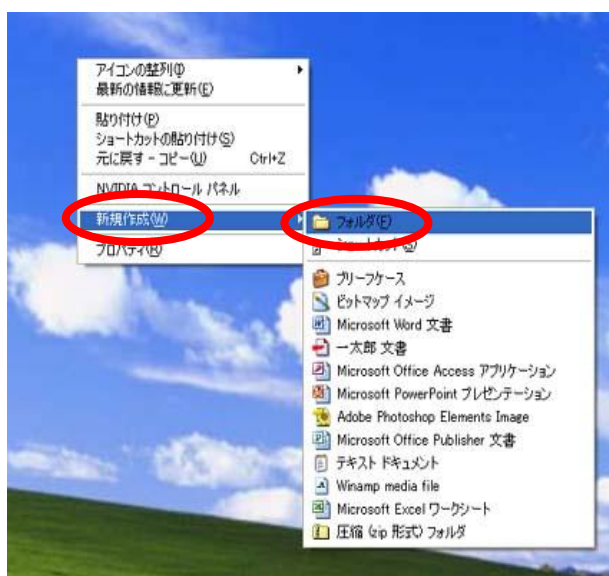 アイコンの整列(I)
最新の情報に更新(E)
貼り付け(P)
ショートカットの貼り付け(S)
元に戻す - コピー(U) Ctrl+Z
NVIDIA コントロール パネル
新規作成(W)
プロパティ(R)
フォルダ(F)
ショートカット(S)
ブリーフケース
ビットマップ イメージ
Microsoft Word 文書
一太郎 文書
Microsoft Office Access アプリケーション
Microsoft PowerPoint プレゼンテーション
Adobe Photoshop Elements Image
Microsoft Office Publisher 文書
テキスト ドキュメント
Winamp media file
Microsoft Excel ワークシート
圧縮 (zip 形式) フォルダ